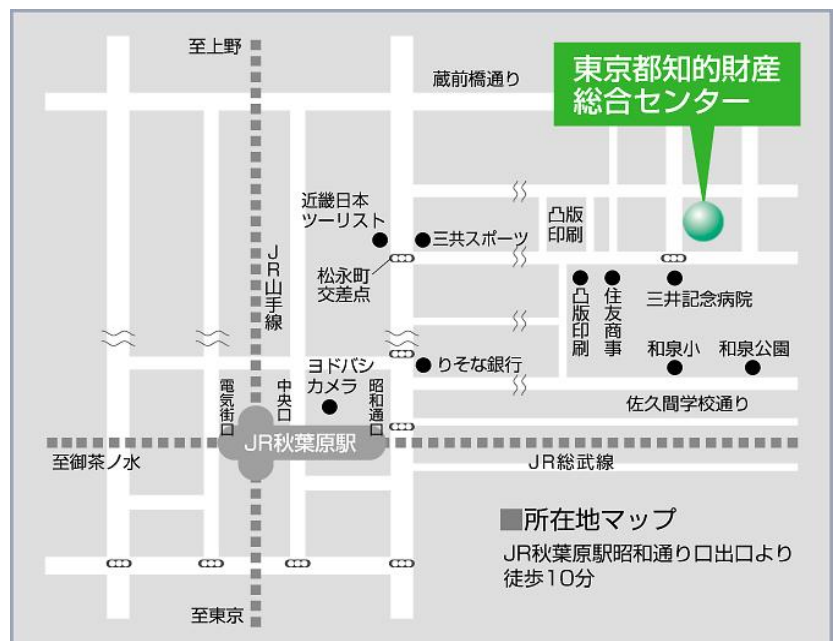 至上野
蔵前橋通り
東京都知的財産
総合センター
近畿日本
ツーリスト
三共スポーツ
凸版
印刷
JR山手線
松永町
交差点
凸版印刷
住友商事
三井記念病院
ヨドバシ
カメラ
りそな銀行
和泉小
和泉公園
電気街口
中央口
昭和通口
佐久間学校通り
JR秋葉原駅
至御茶ノ水
JR総武線
■所在地マップ
JR秋葉原駅昭和通り口出口より
徒歩10分
至東京